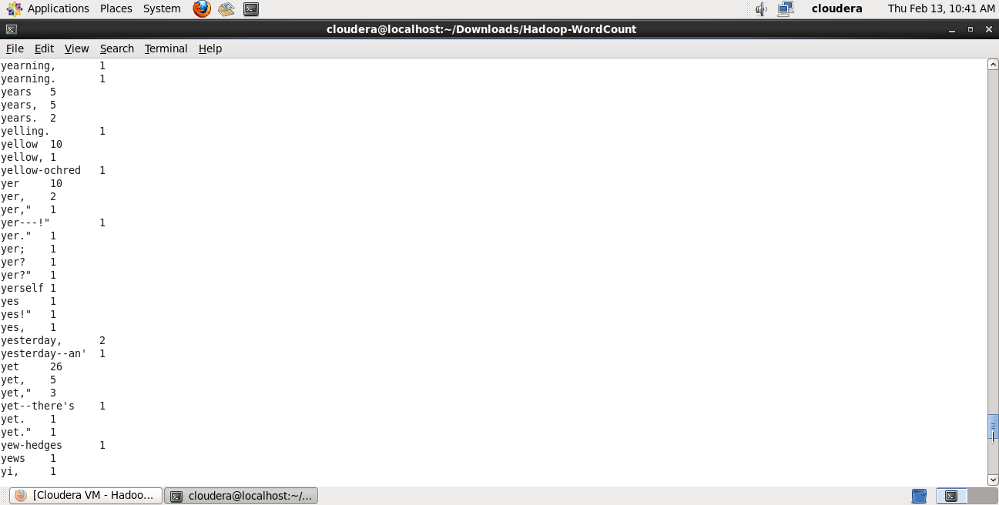 Applications Places System cloudera Thu Feb 13, 10:41 AM
cloudera@localhost:~/Downloads/Hadoop-WordCount
File Edit View Search Terminal Help
yearning, 1
yearning. 1
years 5
years, 5
years. 2
yelling. 1
yellow 10
yellow, 1
yellow-ochred 1
yer 10
yer, 2
yer," 1
yer---!" 1
yer." 1
yer; 1
yer? 1
yer?" 1
yerself 1
yes 1
yes!" 1
yes, 1
yesterday, 2
yesterday--an' 1
yet 26
yet, 5
yet," 3
yet--there's 1
yet. 1
yet." 1
yew-hedges 1
yews 1
yi, 1
[Cloudera VM - Hadoo... cloudera@localhost:~/...